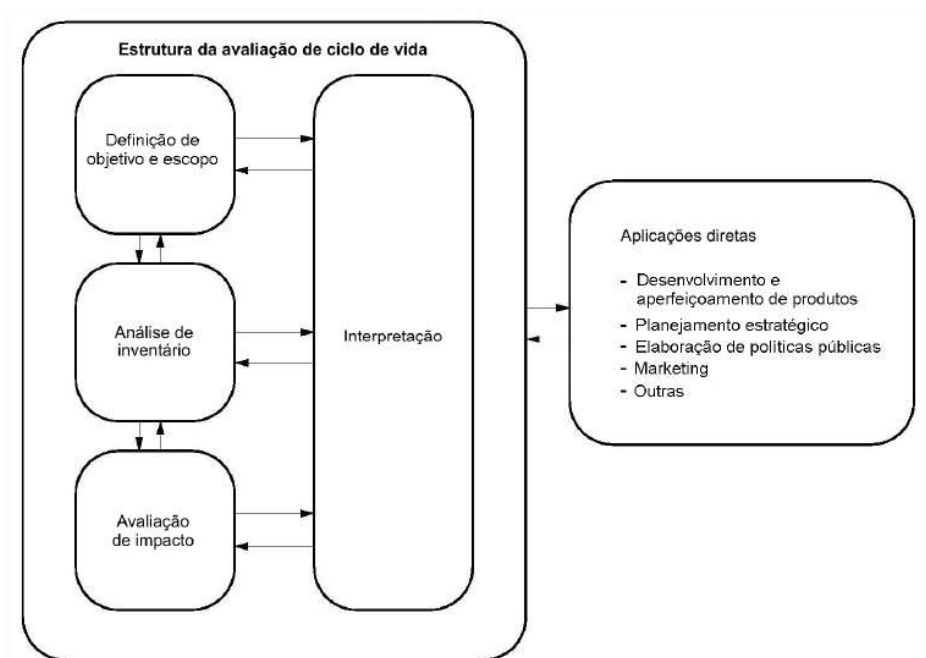 Estrutura da avaliação de ciclo de vida
Definição de
objetivo e escopo
Análise de
inventário
Avaliação
de impacto
Interpretação
Aplicações diretas
- Desenvolvimento e
aperfeiçoamento de produtos
- Planejamento estratégico
- Elaboração de políticas públicas
- Marketing
- Outras